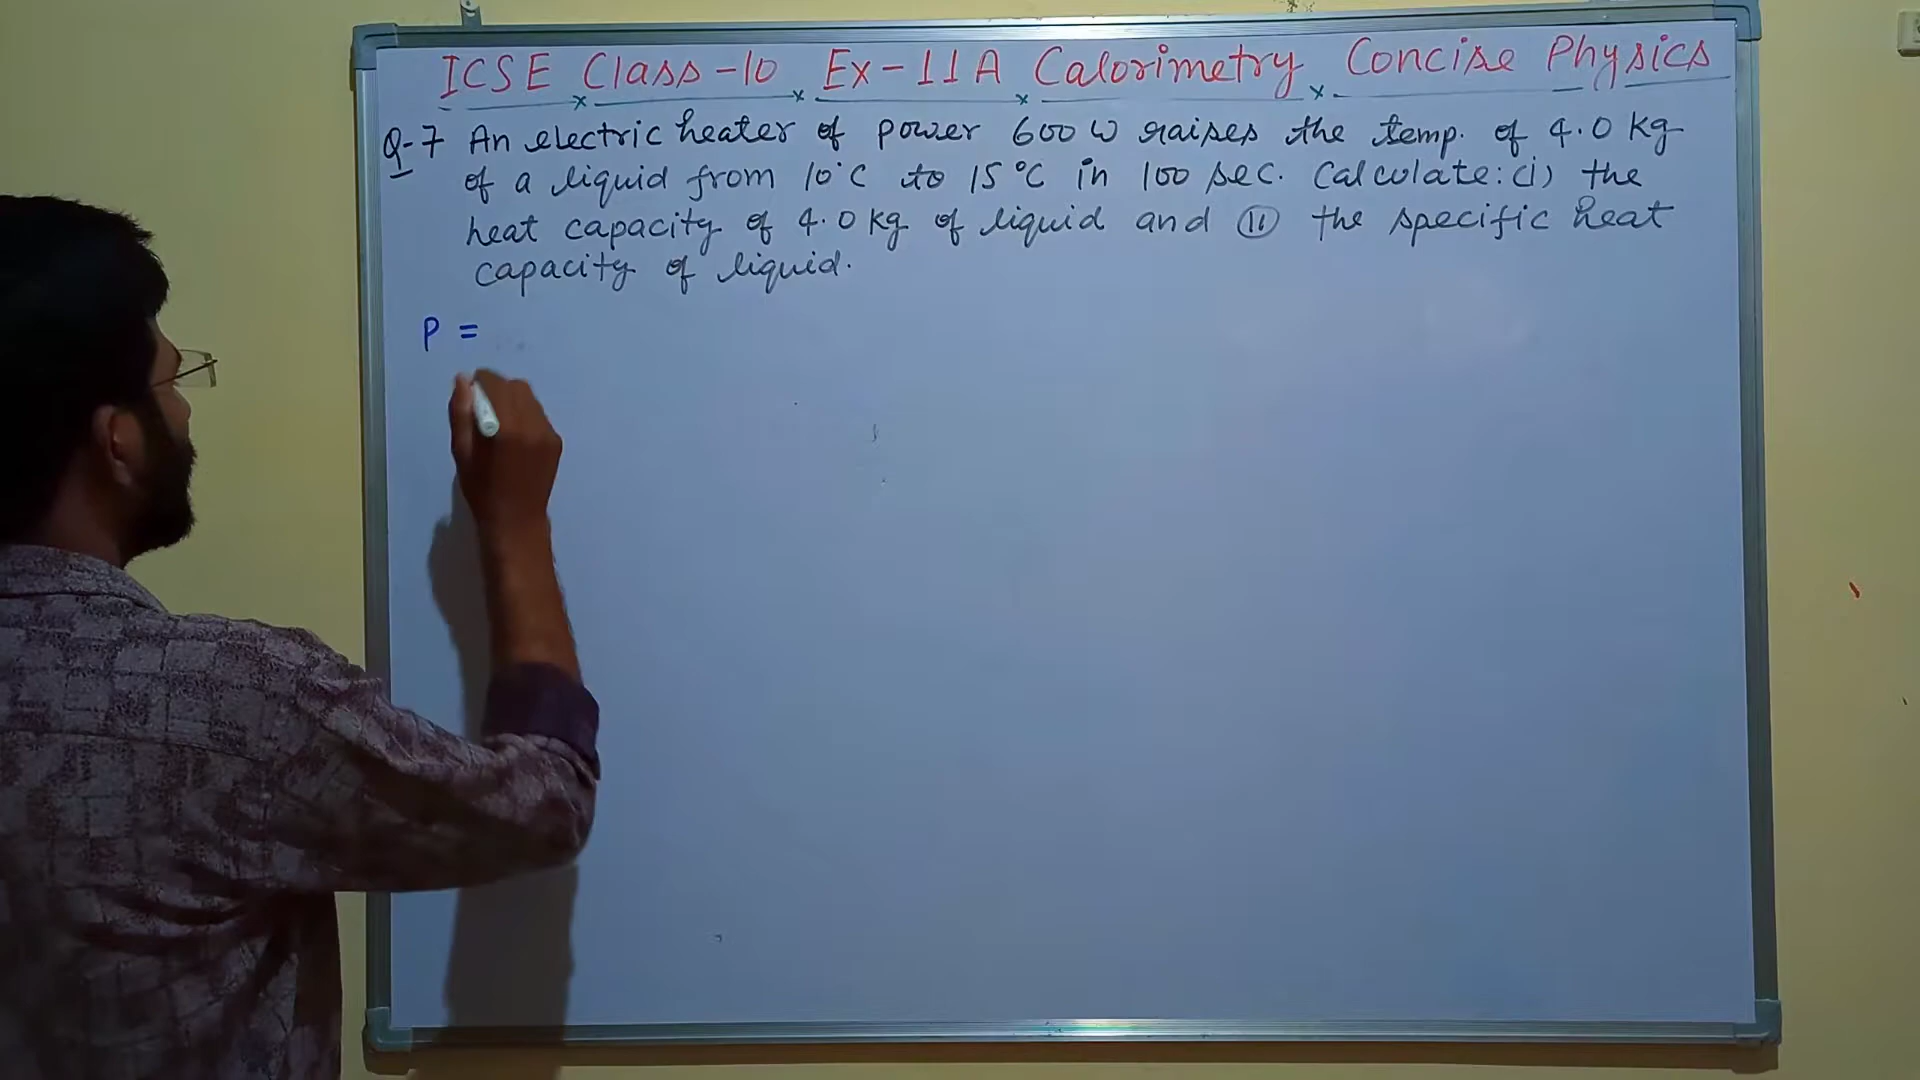 ICSE Class-10 Ex-11A Calorimetry Concise Physics
Q-7 An electric heater of power 600 W raises the temp. of 4.0 kg
of a liquid from 10°C to 15°C in 100 sec. Calculate: (i) the
heat capacity of 4.0 kg of liquid and (ii) the specific heat
capacity of liquid.
P =